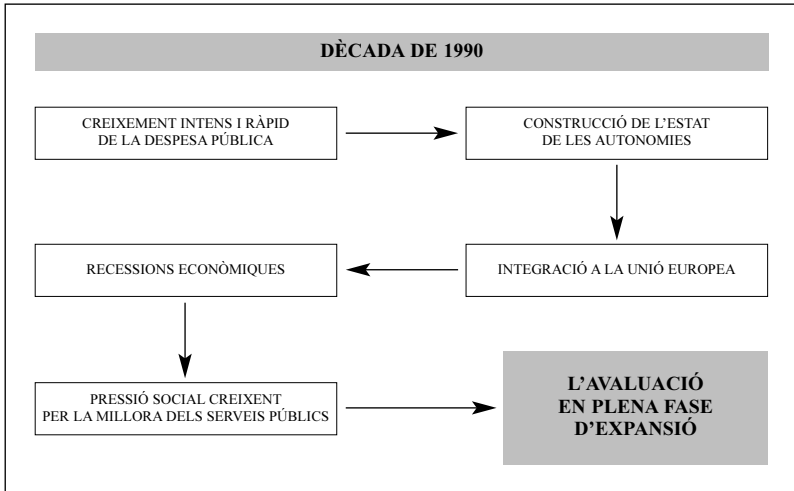 DÈCADA DE 1990
CREIXEMENT INTENS I RÀPID
DE LA DESPESA PÚBLICA
CONSTRUCCIÓ DE L’ESTAT
DE LES AUTONOMIES
INTEGRACIÓ A LA UNIÓ EUROPEA
RECESSIONS ECONÒMIQUES
PRESSIÓ SOCIAL CREIXENT
PER LA MILLORA DELS SERVEIS PÚBLICS
L’AVALUACIÓ
EN PLENA FASE
D’EXPANSIÓ